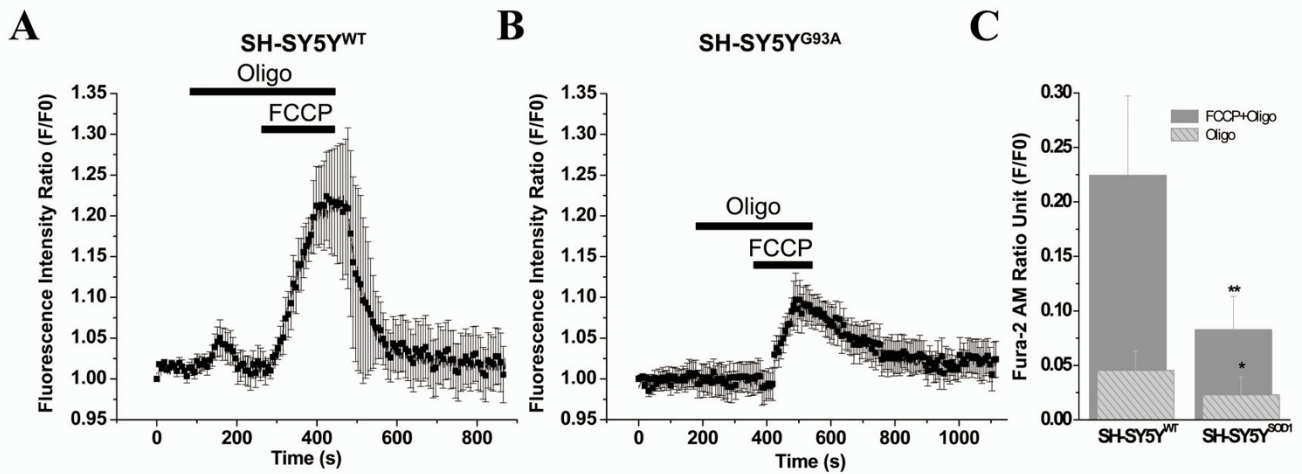 A
SH-SY5Y^WT
Oligo
FCCP
Fluorescence Intensity Ratio (F/F0)
1.35
1.30
1.25
1.20
1.15
1.10
1.05
1.00
0.95
0 200 400 600 800
Time (s)
B
SH-SY5Y^G93A
Oligo
FCCP
Fluorescence Intensity Ratio (F/F0)
1.35
1.30
1.25
1.20
1.15
1.10
1.05
1.00
0.95
0 200 400 600 800 1000
Time (s)
C
FCCP+Oligo
Oligo
Fura-2 AM Ratio Unit (F/F0)
0.30
0.25
0.20
0.15
0.10
0.05
0.00
**
*
SH-SY5Y^WT SH-SY5Y^SOD1